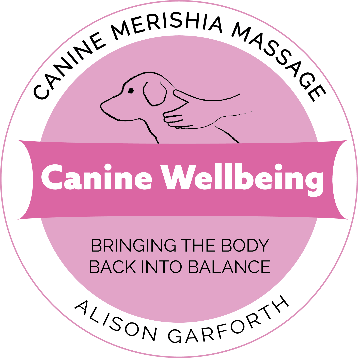 CANINE MERISHIA MASSAGE
Canine Wellbeing
BRINGING THE BODY
BACK INTO BALANCE
ALISON GARFORTH